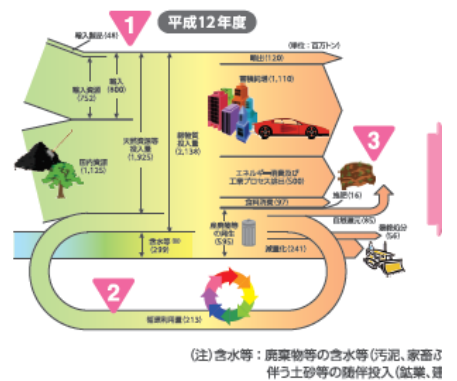 1
平成12年度
輸入製品(48)
(単位:百万トン)
輸出(120)
輸入
(800)
輸入資源
(752)
蓄積純増(1,110)
3
天然資源等
投入量
(1,925)
総物質
投入量
(2,138)
国内資源
(1,125)
エネルギー消費及び
工業プロセス排出(500)
施肥(16)
食料消費(97)
自然還元(85)
廃棄物等
の発生
(595)
最終処分
(56)
含水等(注)
(299)
減量化(241)
2
循環利用量(213)
(注)含水等:廃棄物等の含水等(汚泥、家畜ふ
伴う土砂等の随伴投入(鉱業、建